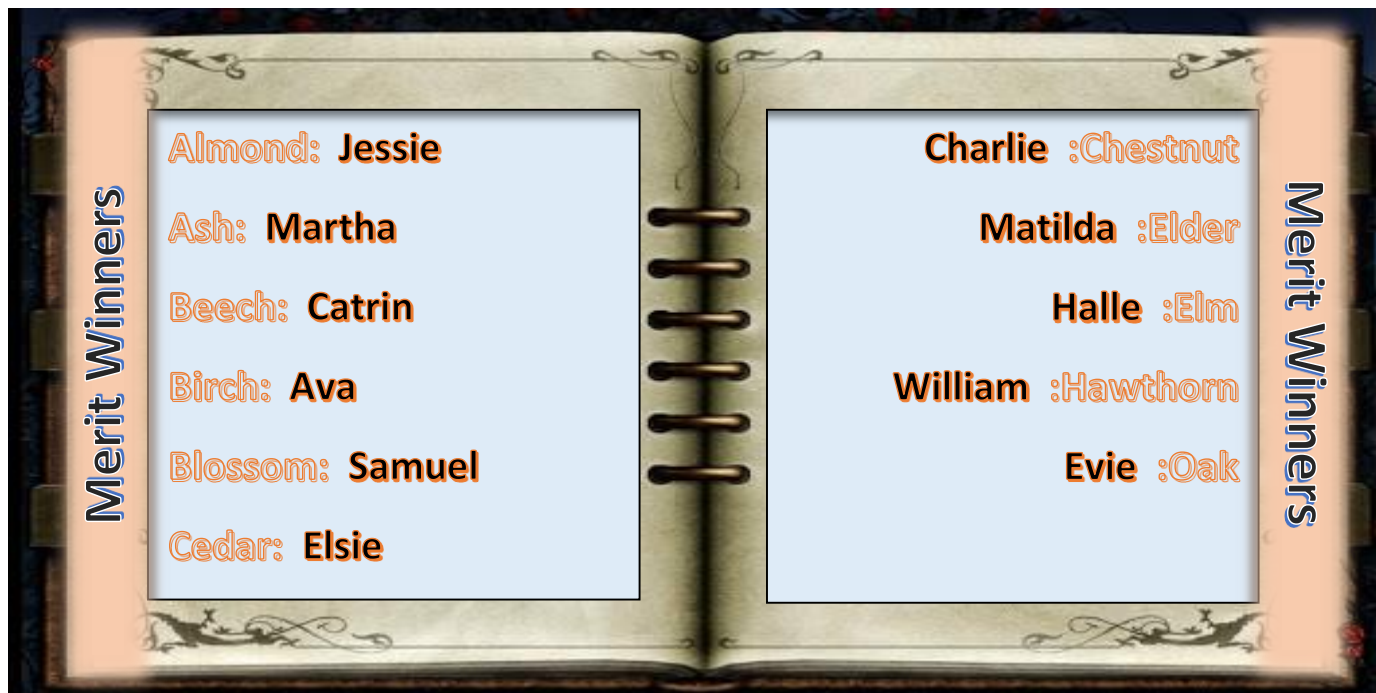 Merit Winners
Almond: Jessie
Ash: Martha
Beech: Catrin
Birch: Ava
Blossom: Samuel
Cedar: Elsie
Charlie :Chestnut
Matilda :Elder
Halle :Elm
William :Hawthorn
Evie :Oak
Merit Winners